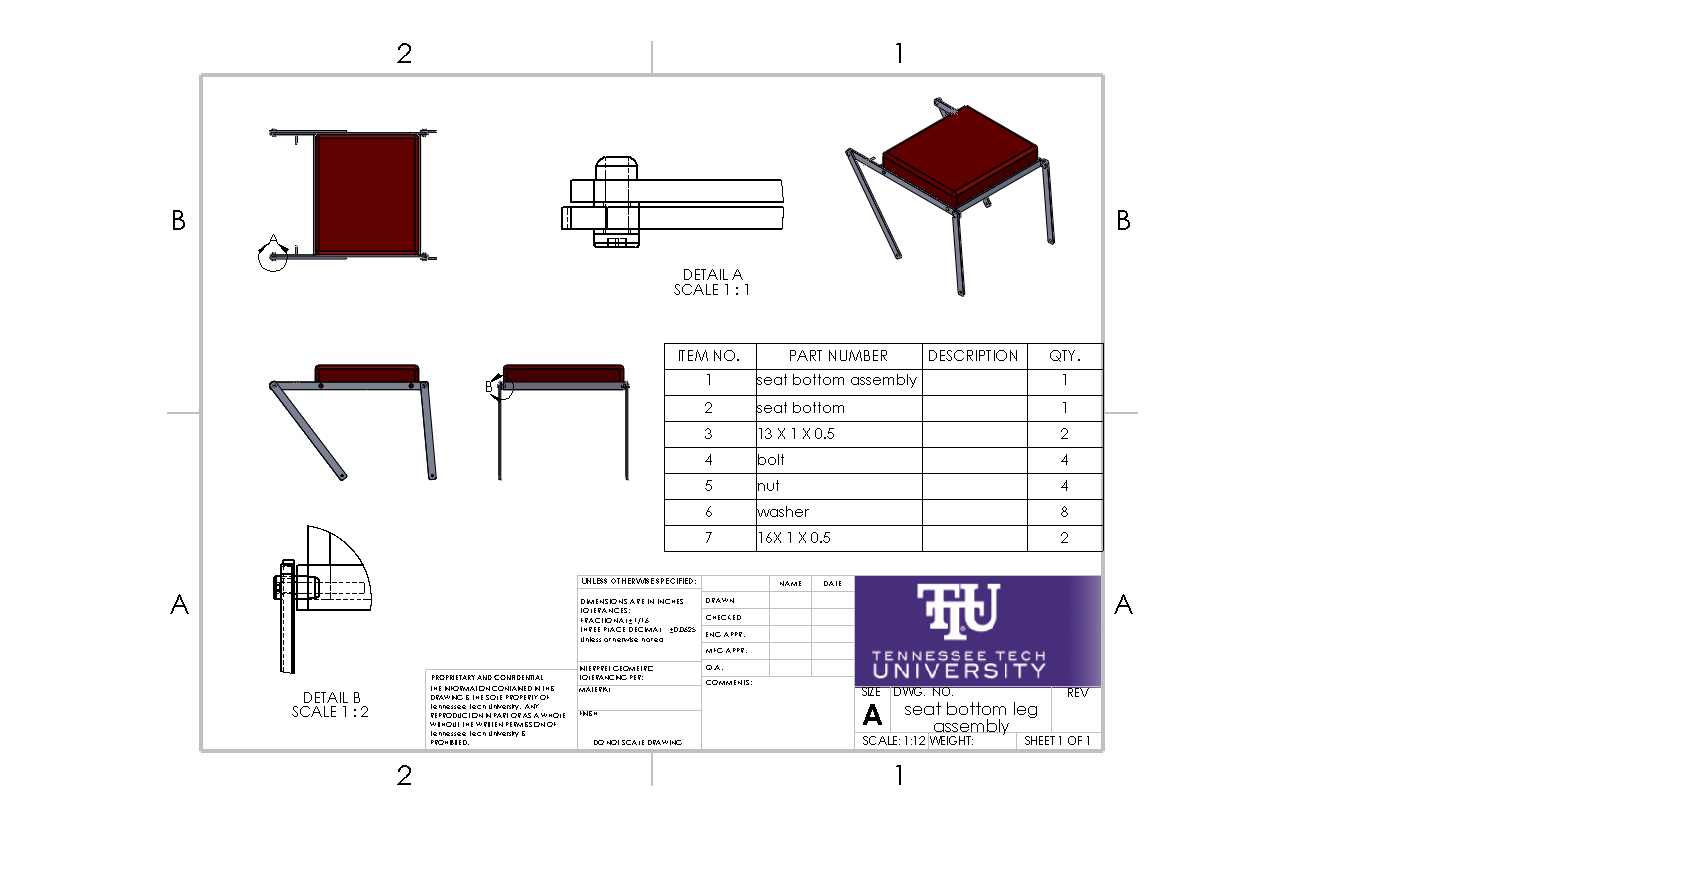 2 1
B B
A
DETAIL A
SCALE 1 : 1
B
ITEM NO. PART NUMBER DESCRIPTION QTY.
1 seat bottom assembly 1
2 seat bottom 1
3 13 X 1 X 0.5 2
4 bolt 4
5 nut 4
6 washer 8
7 16X 1 X 0.5 2
A A
DETAIL B
SCALE 1 : 2
PROPRIETARY AND CONFIDENTIAL
THE INFORMATION CONTAINED IN THIS
DRAWING IS THE SOLE PROPERTY OF
Tennessee Tech University. ANY
REPRODUCTION IN PART OR AS A WHOLE
WITHOUT THE WRITTEN PERMISSION OF
Tennessee Tech University IS
PROHIBITED.
UNLESS OTHERWISE SPECIFIED:
DIMENSIONS ARE IN INCHES
TOLERANCES:
FRACTIONAL ± 1/16
THREE PLACE DECIMAL ±0.0625
Unless otherwise noted
INTERPRET GEOMETRIC
TOLERANCING PER:
MATERIAL
FINISH
DO NOT SCALE DRAWING
NAME DATE
DRAWN
CHECKED
ENG APPR.
MFG APPR.
Q.A.
COMMENTS:
TTU
TENNESSEE TECH
UNIVERSITY
SIZE DWG. NO. REV
A seat bottom leg
assembly
SCALE: 1:12 WEIGHT: SHEET 1 OF 1
2 1